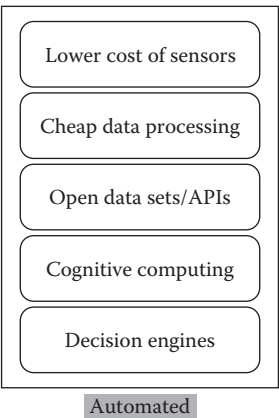 Lower cost of sensors
Cheap data processing
Open data sets/APIs
Cognitive computing
Decision engines
Automated